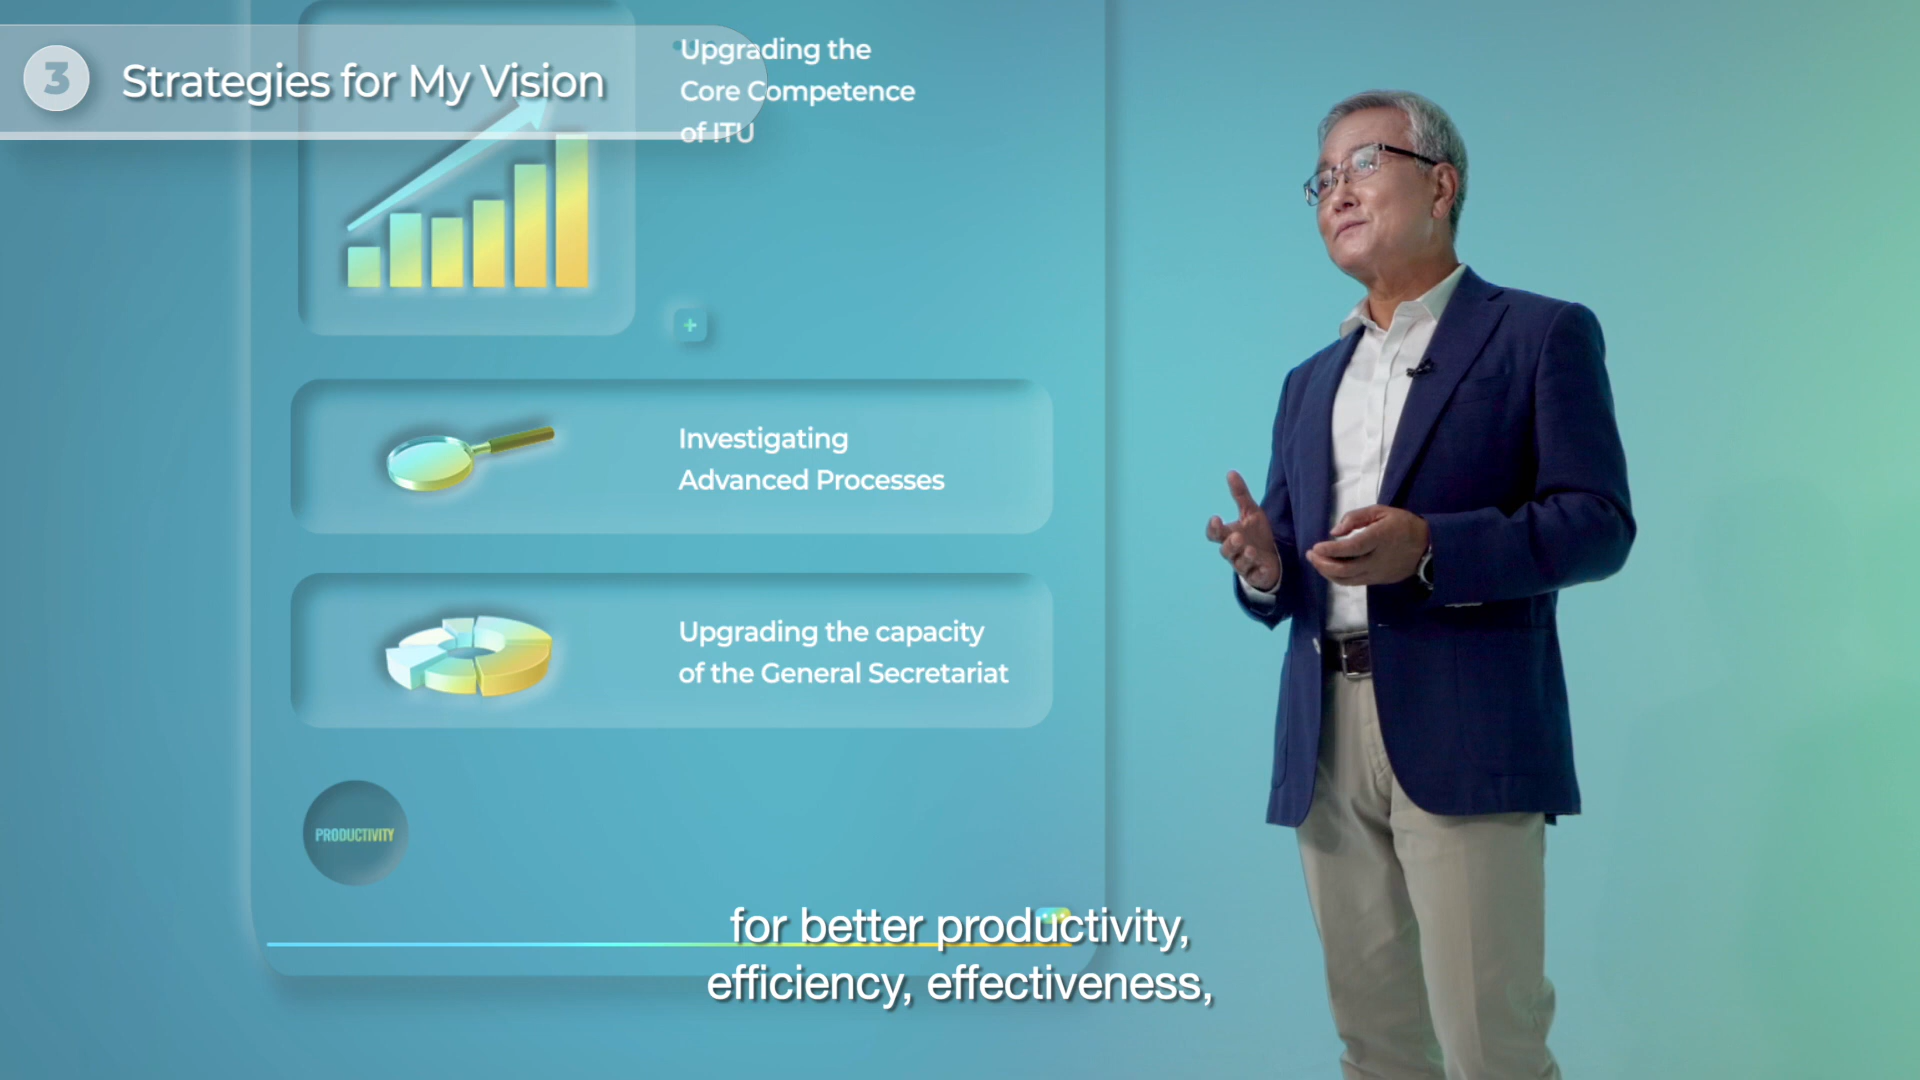 3
Strategies for My Vision
Upgrading the
Core Competence
of ITU
+
Investigating
Advanced Processes
Upgrading the capacity
of the General Secretariat
PRODUCTIVITY
for better productivity,
efficiency, effectiveness,